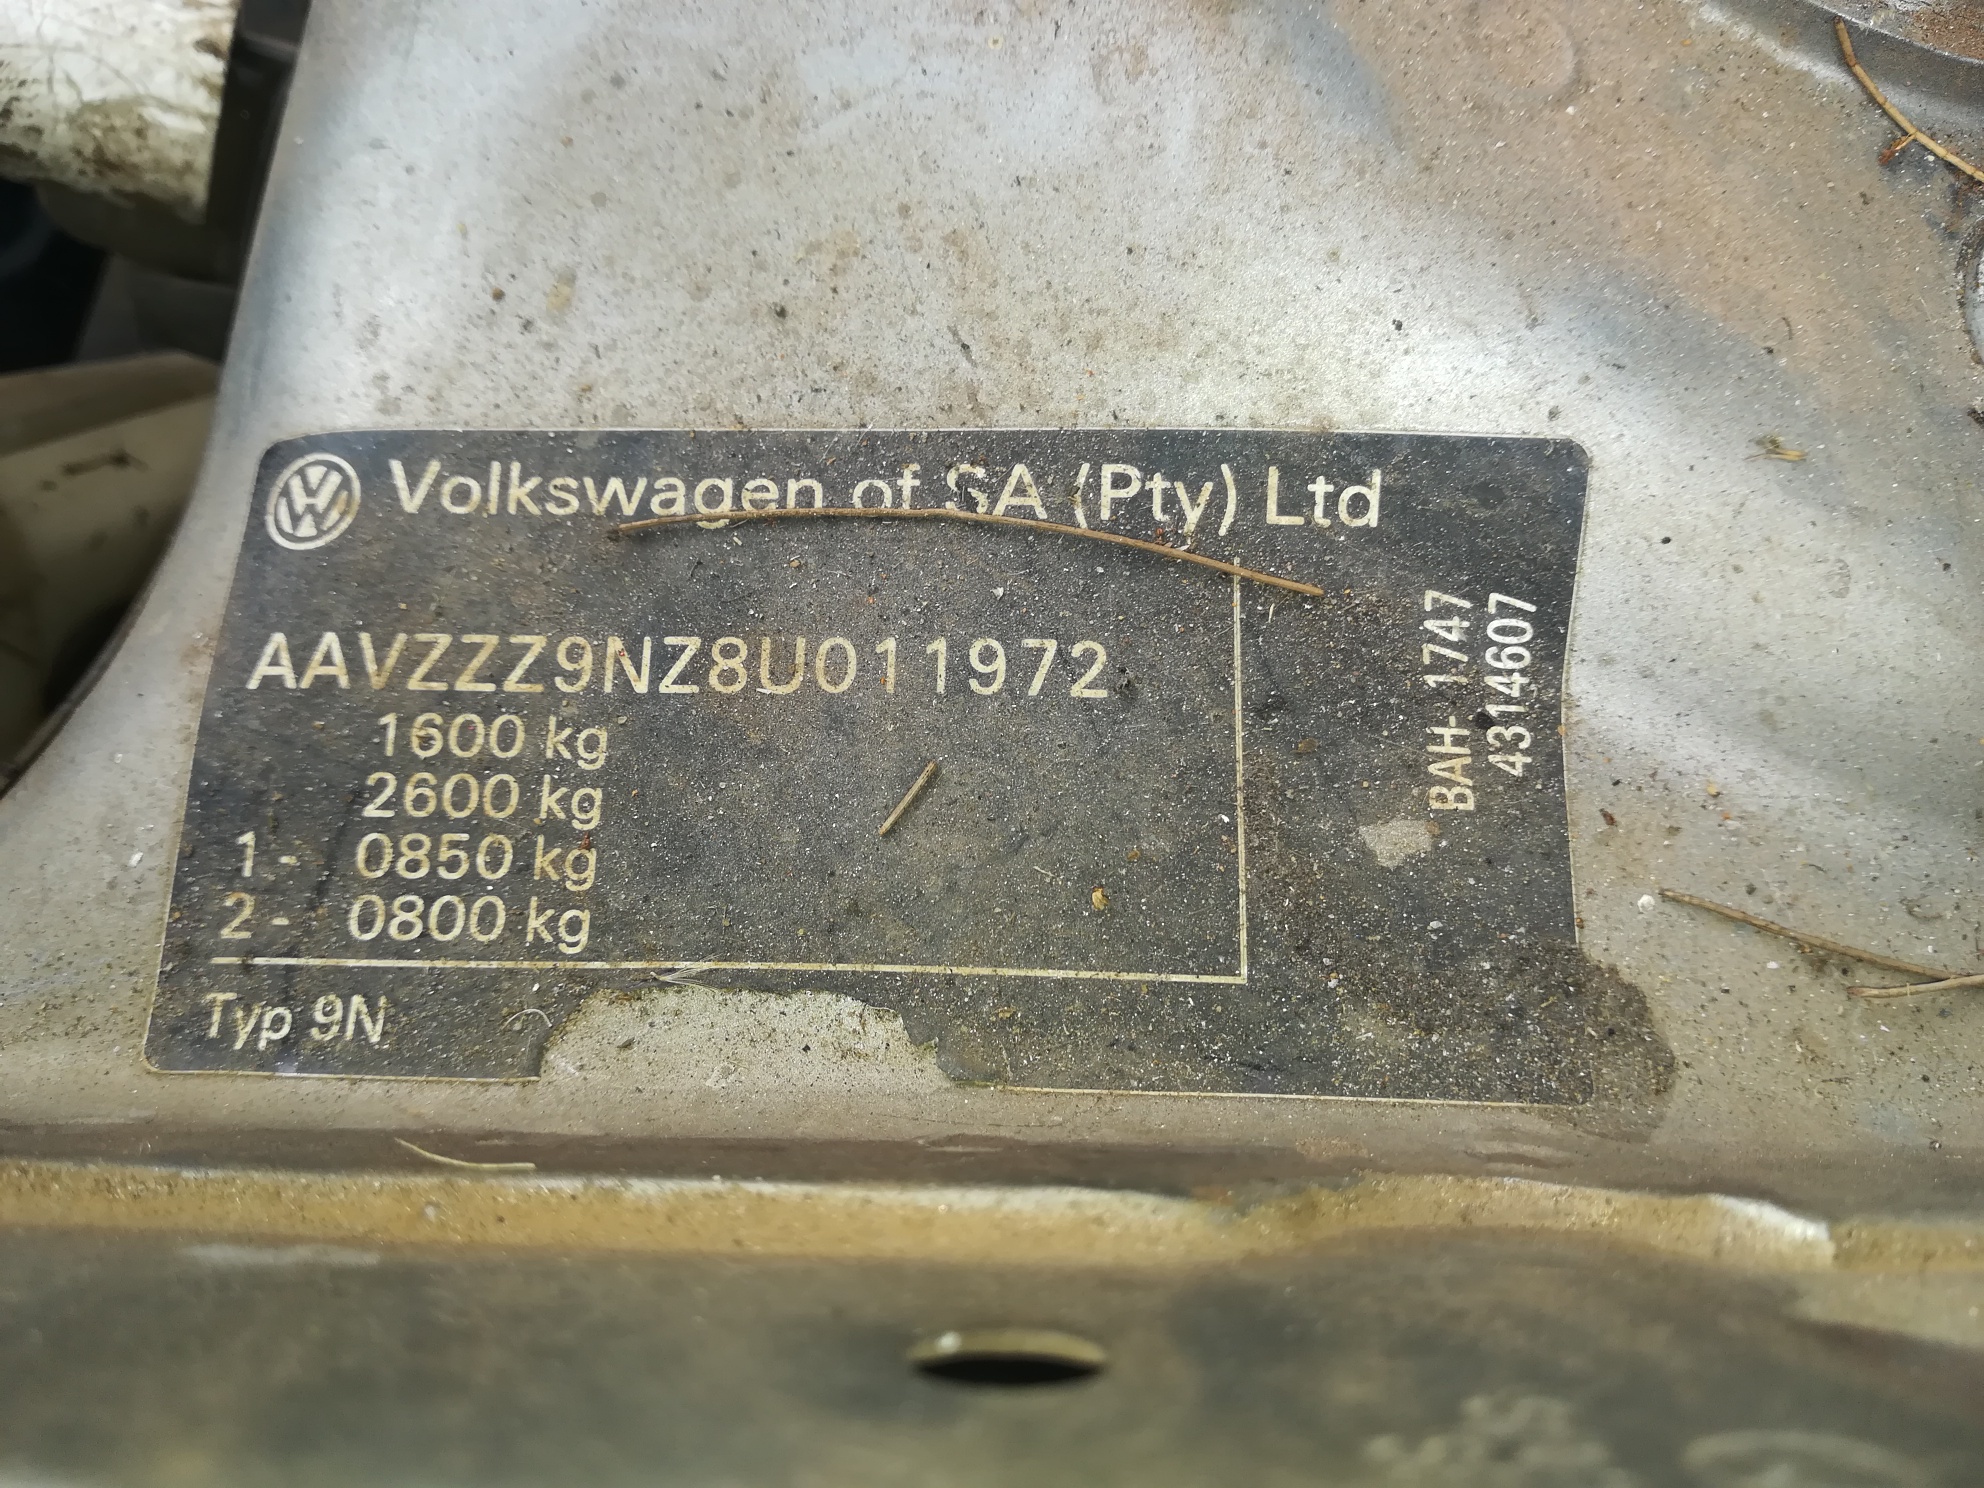 Volkswagen of SA (Pty) Ltd
AAVZZZ9NZ8U011972
1600 kg
2600 kg
1- 0850 kg
2- 0800 kg
Typ 9N
BAH-1747
4314607